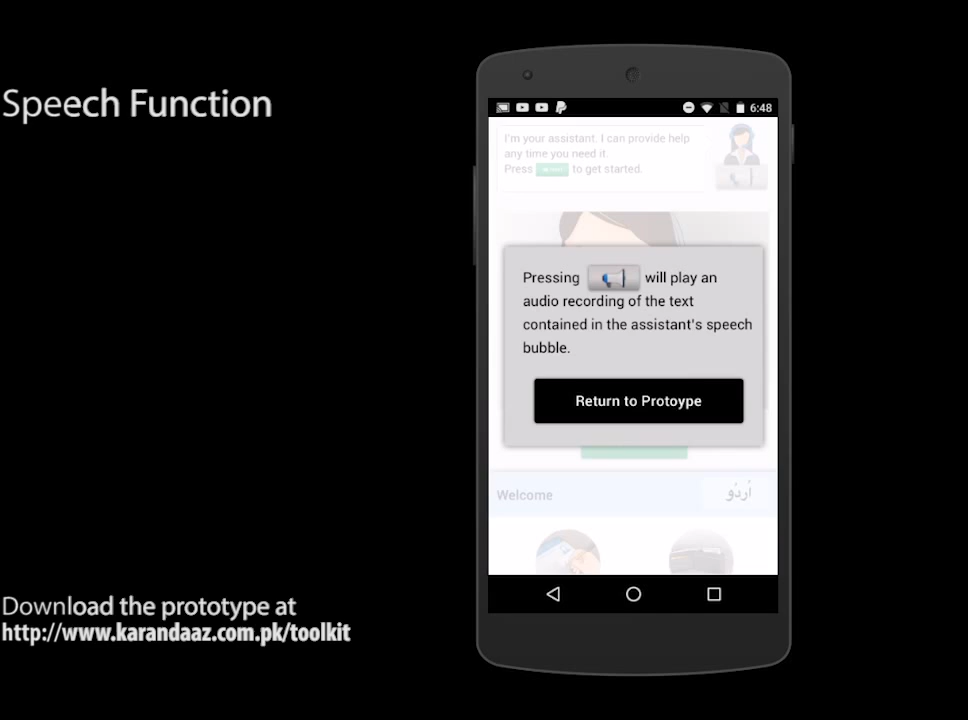 Speech Function
6:48
I'm your assistant. I can provide help
any time you need it.
Press to get started.
Pressing will play an
audio recording of the text
contained in the assistant's speech
bubble.
Return to Protoype
Welcome
اُردُو
Download the prototype at
http://www.karandaaz.com.pk/toolkit